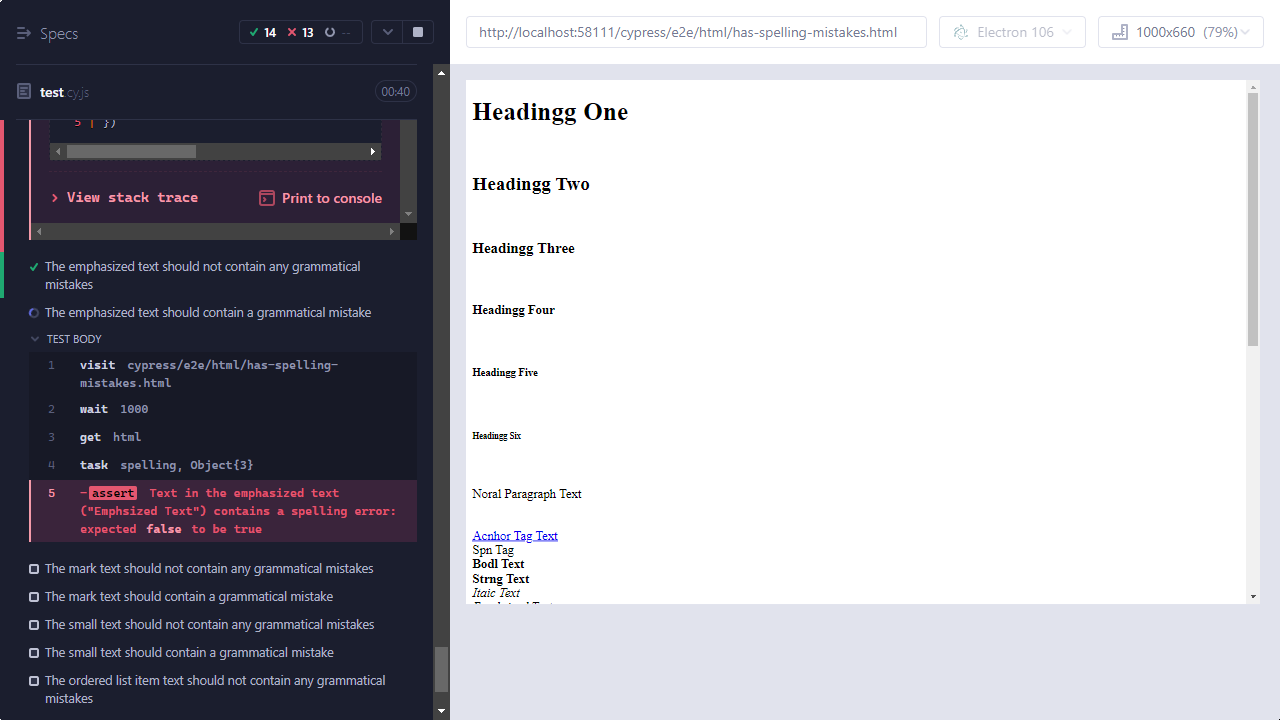 Specs
14 13 --
test cy.js
00:40
5 | })
View stack trace
Print to console
The emphasized text should not contain any grammatical
mistakes
The emphasized text should contain a grammatical mistake
TEST BODY
1 visit cypress/e2e/html/has-spelling-
mistakes.html
2 wait 1000
3 get html
4 task spelling, Object{3}
5 -assert Text in the emphasized text
("Emphsized Text") contains a spelling error:
expected false to be true
The mark text should not contain any grammatical mistakes
The mark text should contain a grammatical mistake
The small text should not contain any grammatical mistakes
The small text should contain a grammatical mistake
The ordered list item text should not contain any grammatical
mistakes
http://localhost:58111/cypress/e2e/html/has-spelling-mistakes.html
Electron 106
1000x660 (79%)
Headingg One
Headingg Two
Headingg Three
Headingg Four
Headingg Five
Headingg Six
Noral Paragraph Text
Acnhor Tag Text
Spn Tag
Bodl Text
Strng Text
Itaic Text